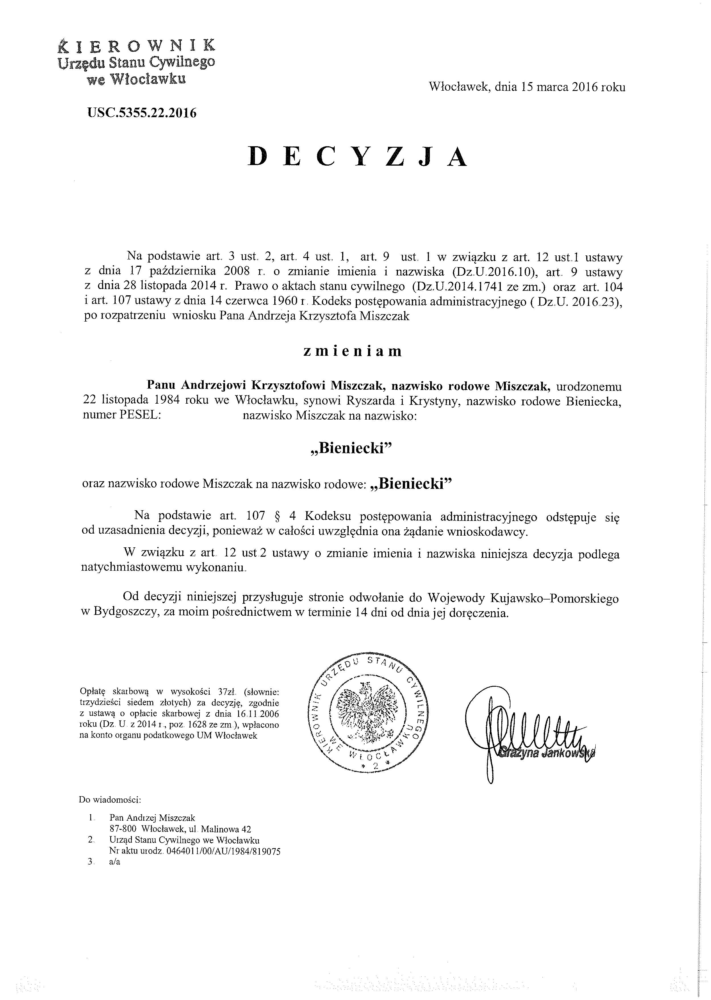 KIEROWNIK
Urzędu Stanu Cywilnego
we Włocławku
Włocławek, dnia 15 marca 2016 roku
USC.5355.22.2016
DECYZJA
Na podstawie art. 3 ust. 2, art. 4 ust. 1, art. 9 ust. 1 w związku z art. 12 ust.1 ustawy
z dnia 17 października 2008 r. o zmianie imienia i nazwiska (Dz.U.2016.10), art. 9 ustawy
z dnia 28 listopada 2014 r. Prawo o aktach stanu cywilnego (Dz.U.2014.1741 ze zm.) oraz art. 104
i art. 107 ustawy z dnia 14 czerwca 1960 r. Kodeks postępowania administracyjnego ( Dz.U. 2016.23),
po rozpatrzeniu wniosku Pana Andrzeja Krzysztofa Miszczak
zmieniam
Panu Andrzejowi Krzysztofowi Miszczak, nazwisko rodowe Miszczak, urodzonemu
22 listopada 1984 roku we Włocławku, synowi Ryszarda i Krystyny, nazwisko rodowe Bieniecka,
numer PESEL: nazwisko Miszczak na nazwisko:
„Bieniecki”
oraz nazwisko rodowe Miszczak na nazwisko rodowe: „Bieniecki”
Na podstawie art. 107 § 4 Kodeksu postępowania administracyjnego odstępuje się
od uzasadnienia decyzji, ponieważ w całości uwzględnia ona żądanie wnioskodawcy.
W związku z art. 12 ust.2 ustawy o zmianie imienia i nazwiska niniejsza decyzja podlega
natychmiastowemu wykonaniu.
Od decyzji niniejszej przysługuje stronie odwołanie do Wojewody Kujawsko–Pomorskiego
w Bydgoszczy, za moim pośrednictwem w terminie 14 dni od dnia jej doręczenia.
Opłatę skarbową w wysokości 37zł. (słownie:
trzydzieści siedem złotych) za decyzję, zgodnie
z ustawą o opłacie skarbowej z dnia 16.11.2006
roku (Dz. U. z 2014 r., poz. 1628 ze zm.), wpłacono
na konto organu podatkowego UM Włocławek
KIEROWNIK URZĘDU STANU CYWILNEGO
WE WŁOCŁAWKU
* 2 *
Grażyna Jankowska
Do wiadomości:
1. Pan Andrzej Miszczak
87-800 Włocławek, ul. Malinowa 42
2. Urząd Stanu Cywilnego we Włocławku
Nr aktu urodz. 0464011/00/AU/1984/819075
3. a/a